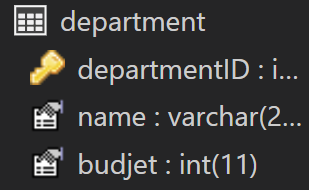 department
departmentID : i...
name : varchar(2...
budjet : int(11)